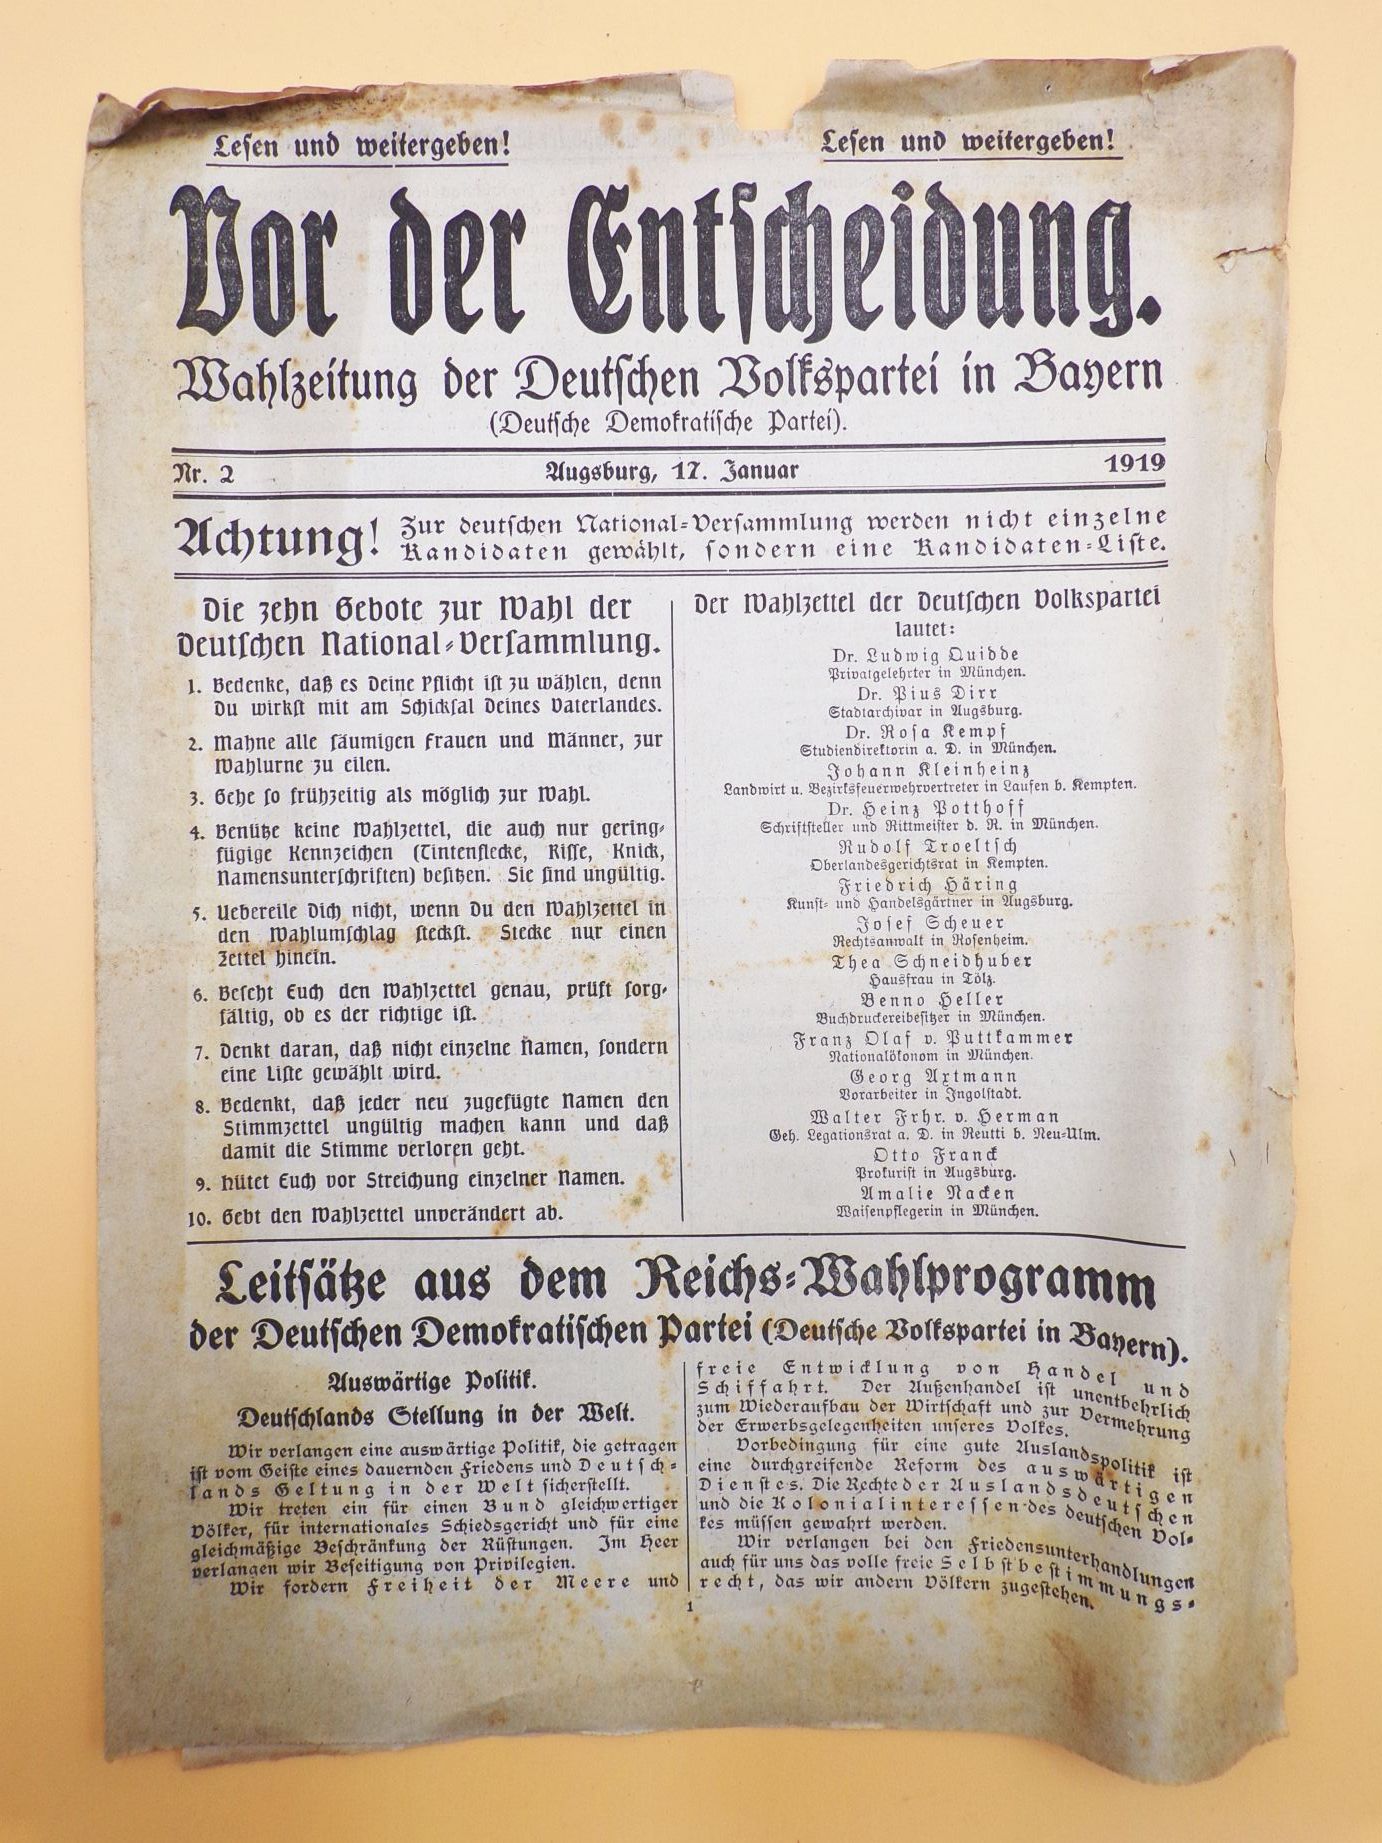 Lesen und weitergeben!
Lesen und weitergeben!
Vor der Entscheidung.
Wahlzeitung der Deutschen Volkspartei in Bayern
(Deutsche Demokratische Partei).
Nr. 2 Augsburg, 17. Januar 1919
Achtung! Zur deutschen National-Versammlung werden nicht einzelne
Kandidaten gewählt, sondern eine Kandidaten-Liste.
Die zehn Gebote zur Wahl der
Deutschen National-Versammlung.
1. Bedenke, daß es Deine Pflicht ist zu wählen, denn
Du wirkst mit am Schicksal Deines Vaterlandes.
2. Mahne alle säumigen Frauen und Männer, zur
Wahlurne zu eilen.
3. Gehe so frühzeitig als möglich zur Wahl.
4. Benütze keine Wahlzettel, die auch nur gering-
fügige Kennzeichen (Tintenflecke, Risse, Knick,
Namensunterschriften) besitzen. Sie sind ungültig.
5. Uebereile Dich nicht, wenn Du den Wahlzettel in
den Wahlumschlag steckst. Stecke nur einen
Zettel hinein.
6. Beseht Euch den Wahlzettel genau, prüft sorg-
fältig, ob es der richtige ist.
7. Denkt daran, daß nicht einzelne Namen, sondern
eine Liste gewählt wird.
8. Bedenkt, daß jeder neu zugefügte Namen den
Stimmzettel ungültig machen kann und daß
damit die Stimme verloren geht.
9. Hütet Euch vor Streichung einzelner Namen.
10. Gebt den Wahlzettel unverändert ab.
Der Wahlzettel der Deutschen Volkspartei
lautet:
Dr. Ludwig Quidde
Privatgelehrter in München.
Dr. Pius Dirr
Stadtarchivar in Augsburg.
Dr. Rosa Kempf
Studiendirektorin a. D. in München.
Johann Kleinheinz
Landwirt u. Bezirksfeuerwehrvertreter in Laufen b. Kempten.
Dr. Heinz Potthoff
Schriftsteller und Rittmeister d. R. in München.
Rudolf Troeltsch
Oberlandesgerichtsrat in Kempten.
Friedrich Häring
Kunst- und Handelsgärtner in Augsburg.
Josef Scheuer
Rechtsanwalt in Rosenheim.
Thea Schneidhuber
Hausfrau in Tölz.
Benno Heller
Buchdruckereibesitzer in München.
Franz Olaf v. Puttkammer
Nationalökonom in München.
Georg Axtmann
Vorarbeiter in Ingolstadt.
Walter Frhr. v. Herman
Geh. Legationsrat a. D. in Reutti b. Neu-Ulm.
Otto Franck
Prokurist in Augsburg.
Amalie Nacken
Waisenpflegerin in München.
Leitsätze aus dem Reichs-Wahlprogramm
der Deutschen Demokratischen Partei (Deutsche Volkspartei in Bayern).
Auswärtige Politik.
Deutschlands Stellung in der Welt.
Wir verlangen eine auswärtige Politik, die getragen
ist vom Geiste eines dauernden Friedens und Deutsch-
lands Geltung in der Welt sicherstellt.
Wir treten ein für einen Bund gleichwertiger
Völker, für internationales Schiedsgericht und für eine
gleichmäßige Beschränkung der Rüstungen. Im Heer
verlangen wir Beseitigung von Privilegien.
Wir fordern Freiheit der Meere und
freie Entwicklung von Handel und
Schiffahrt. Der Außenhandel ist unentbehrlich
zum Wiederaufbau der Wirtschaft und zur Vermehrung
der Erwerbsgelegenheiten unseres Volkes.
Vorbedingung für eine gute Auslandspolitik ist
eine durchgreifende Reform des auswärtigen
Dienstes. Die Rechte der Auslandsdeutschen
und die Kolonialinteressen des deutschen Vol-
kes müssen gewahrt werden.
Wir verlangen bei den Friedensunterhandlungen
auch für uns das volle freie Selbstbestimmungs-
recht, das wir andern Völkern zugestehen.
1